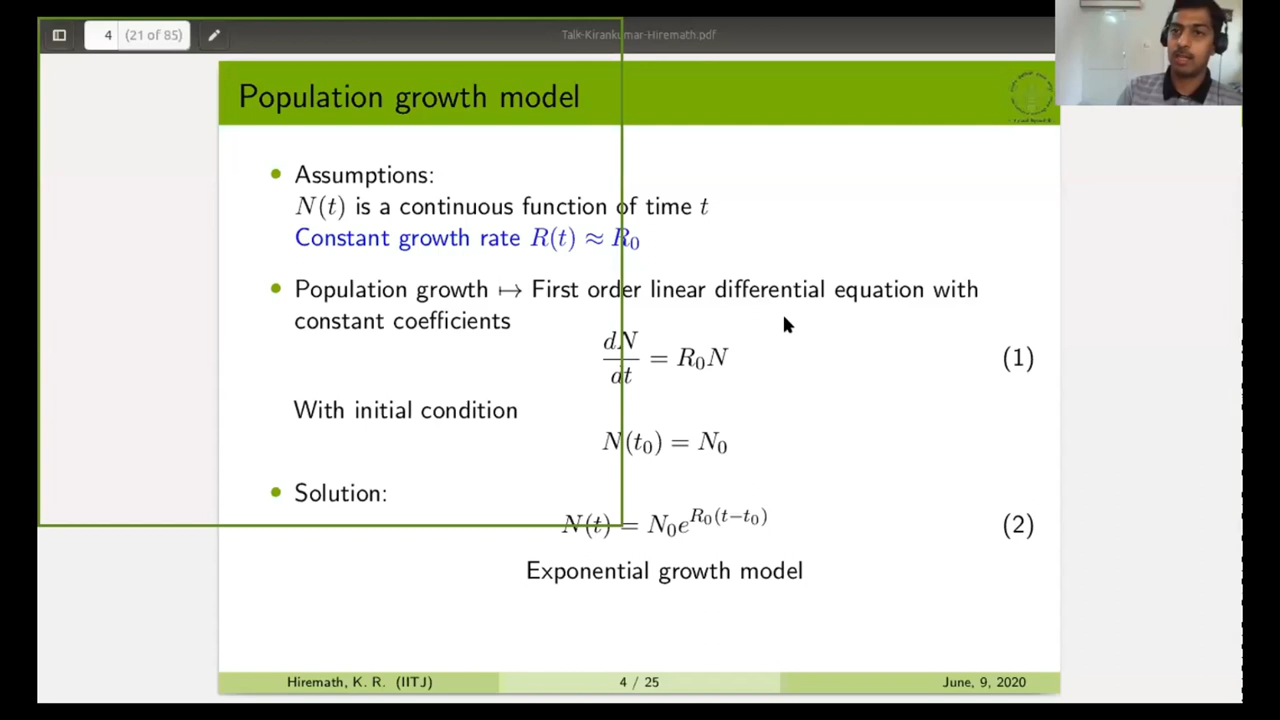 4 (21 of 85)
Talk-Kirankumar-Hiremath.pdf
Population growth model
Assumptions:
N(t) is a continuous function of time t
Constant growth rate R(t) ≈ R₀
Population growth ↦ First order linear differential equation with
constant coefficients
dN/dt = R₀N (1)
With initial condition
N(t₀) = N₀
Solution:
N(t) = N₀e^{R₀(t−t₀)} (2)
Exponential growth model
Hiremath, K. R. (IITJ) 4 / 25 June, 9, 2020